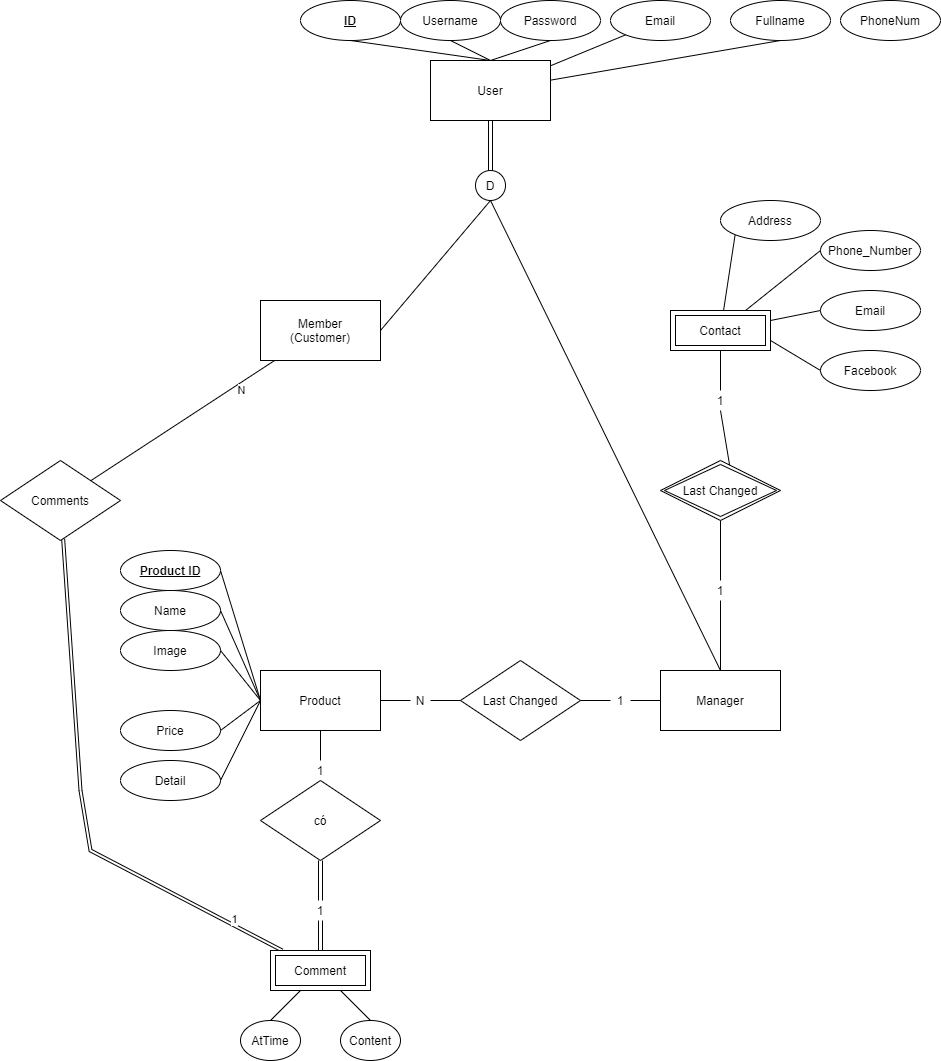 ID
Username
Password
Email
Fullname
PhoneNum
User
D
Address
Phone_Number
Email
Facebook
Contact
Member
(Customer)
N
1
Comments
Last Changed
1
Product ID
Name
Image
Price
Detail
Product
N
Last Changed
1
Manager
1
có
1
1
Comment
AtTime
Content